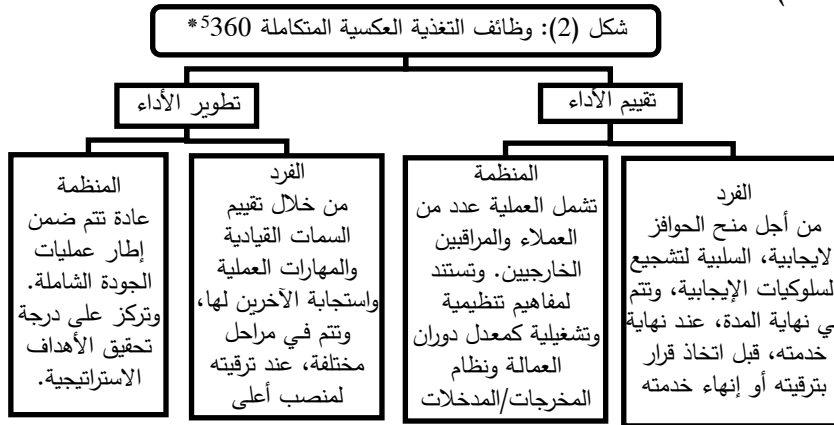 شكل (2): وظائف التغذية العكسية المتكاملة 360⁵*
تقييم الأداء
تطوير الأداء
الفرد
من أجل منح الحوافز
لايجابية، السلبية لتشجيع
لسلوكيات الإيجابية، وتتم
ي نهاية المدة، عند نهاية
خدمته، قبل اتخاذ قرار
بترقيته أو إنهاء خدمته
المنظمة
تشمل العملية عدد من
العملاء والمراقبين
الخارجيين. وتستند
لمفاهيم تنظيمية
وتشغيلية كمعدل دوران
العمالة ونظام
المخرجات/المدخلات
الفرد
من خلال تقييم
السمات القيادية
والمهارات العملية
واستجابة الآخرين لها،
وتتم في مراحل
مختلفة، عند ترقيته
لمنصب أعلى
المنظمة
عادة تتم ضمن
إطار عمليات
الجودة الشاملة.
وتركز على درجة
تحقيق الأهداف
الاستراتيجية.